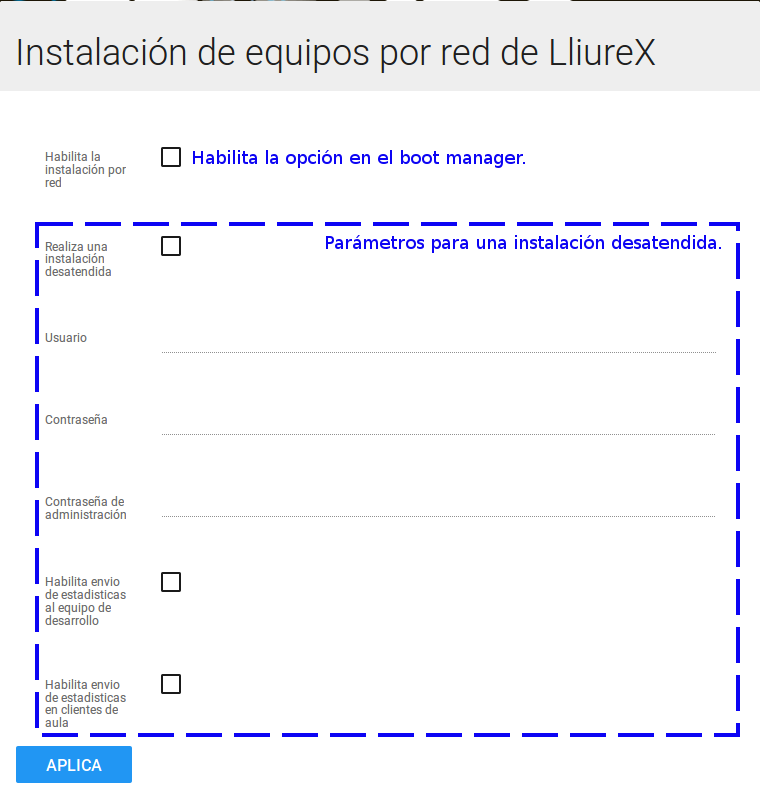 Instalación de equipos por red de LliureX
Habilita la
instalación por
red
Habilita la opción en el boot manager.
Realiza una
instalación
desatendida
Parámetros para una instalación desatendida.
Usuario
Contraseña
Contraseña de
administración
Habilita envio
de estadisticas
al equipo de
desarrollo
Habilita envio
de estadisticas
en clientes de
aula
APLICA